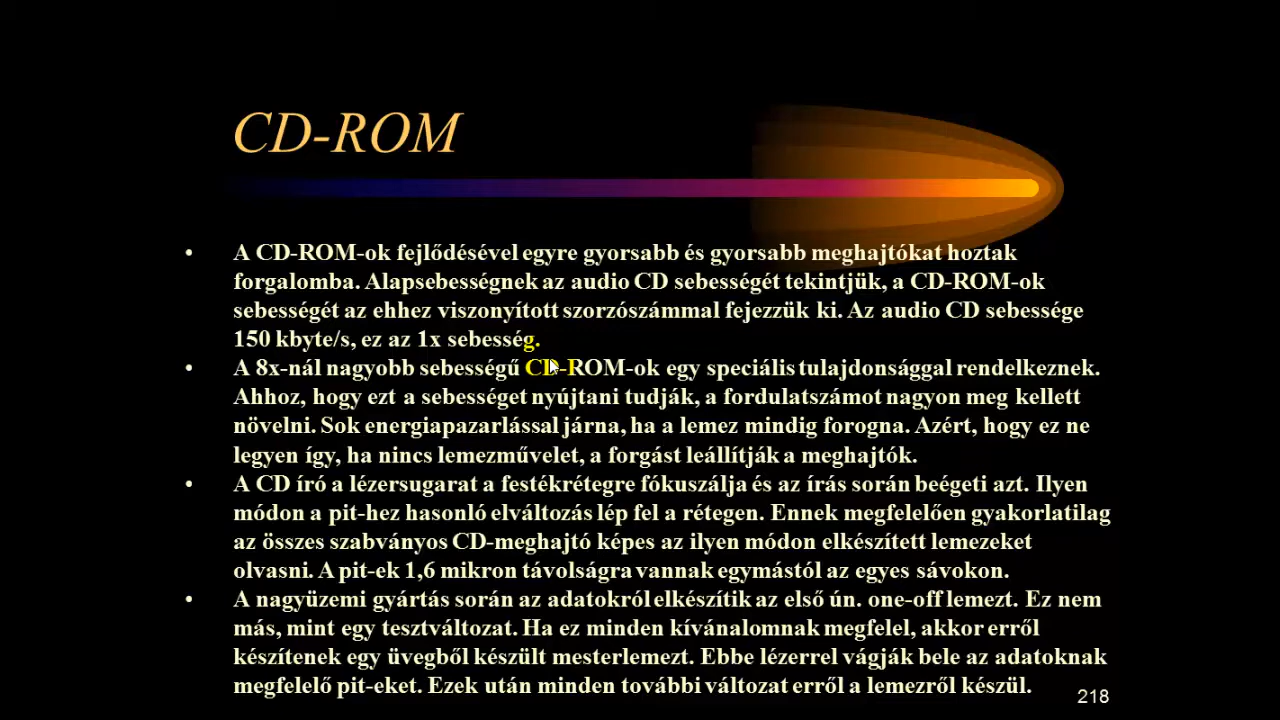 CD-ROM
• A CD-ROM-ok fejlődésével egyre gyorsabb és gyorsabb meghajtókat hoztak
forgalomba. Alapsebességnek az audio CD sebességét tekintjük, a CD-ROM-ok
sebességét az ehhez viszonyított szorzószámmal fejezzük ki. Az audio CD sebessége
150 kbyte/s, ez az 1x sebesség.
• A 8x-nál nagyobb sebességű CD-ROM-ok egy speciális tulajdonsággal rendelkeznek.
Ahhoz, hogy ezt a sebességet nyújtani tudják, a fordulatszámot nagyon meg kellett
növelni. Sok energiapazarlással járna, ha a lemez mindig forogna. Azért, hogy ez ne
legyen így, ha nincs lemezművelet, a forgást leállítják a meghajtók.
• A CD író a lézersugarat a festékrétegre fókuszálja és az írás során beégeti azt. Ilyen
módon a pit-hez hasonló elváltozás lép fel a rétegen. Ennek megfelelően gyakorlatilag
az összes szabványos CD-meghajtó képes az ilyen módon elkészített lemezeket
olvasni. A pit-ek 1,6 mikron távolságra vannak egymástól az egyes sávokon.
• A nagyüzemi gyártás során az adatokról elkészítik az első ún. one-off lemezt. Ez nem
más, mint egy tesztváltozat. Ha ez minden kívánalomnak megfelel, akkor erről
készítenek egy üvegből készült mesterlemezt. Ebbe lézerrel vágják bele az adatoknak
megfelelő pit-eket. Ezek után minden további változat erről a lemezről készül.
218